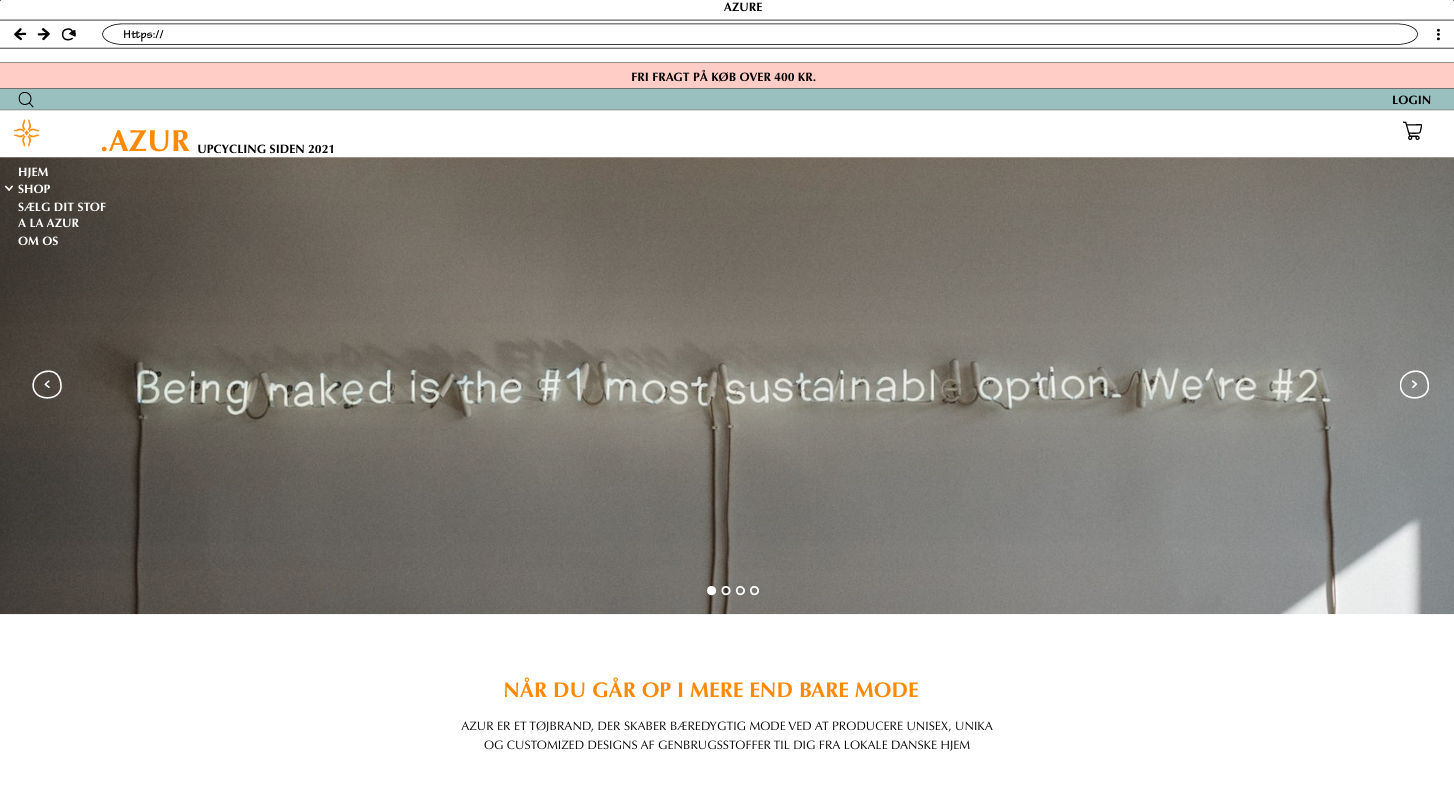 AZURE
Https://
FRI FRAGT PÅ KØB OVER 400 KR.
LOGIN
.AZUR UPCYCLING SIDEN 2021
HJEM
SHOP
SÆLG DIT STOF
A LA AZUR
OM OS
Being naked is the #1 most sustainable option. We're #2.
NÅR DU GÅR OP I MERE END BARE MODE
AZUR ER ET TØJBRAND, DER SKABER BÆREDYGTIG MODE VED AT PRODUCERE UNISEX, UNIKA
OG CUSTOMIZED DESIGNS AF GENBRUGSSTOFFER TIL DIG FRA LOKALE DANSKE HJEM